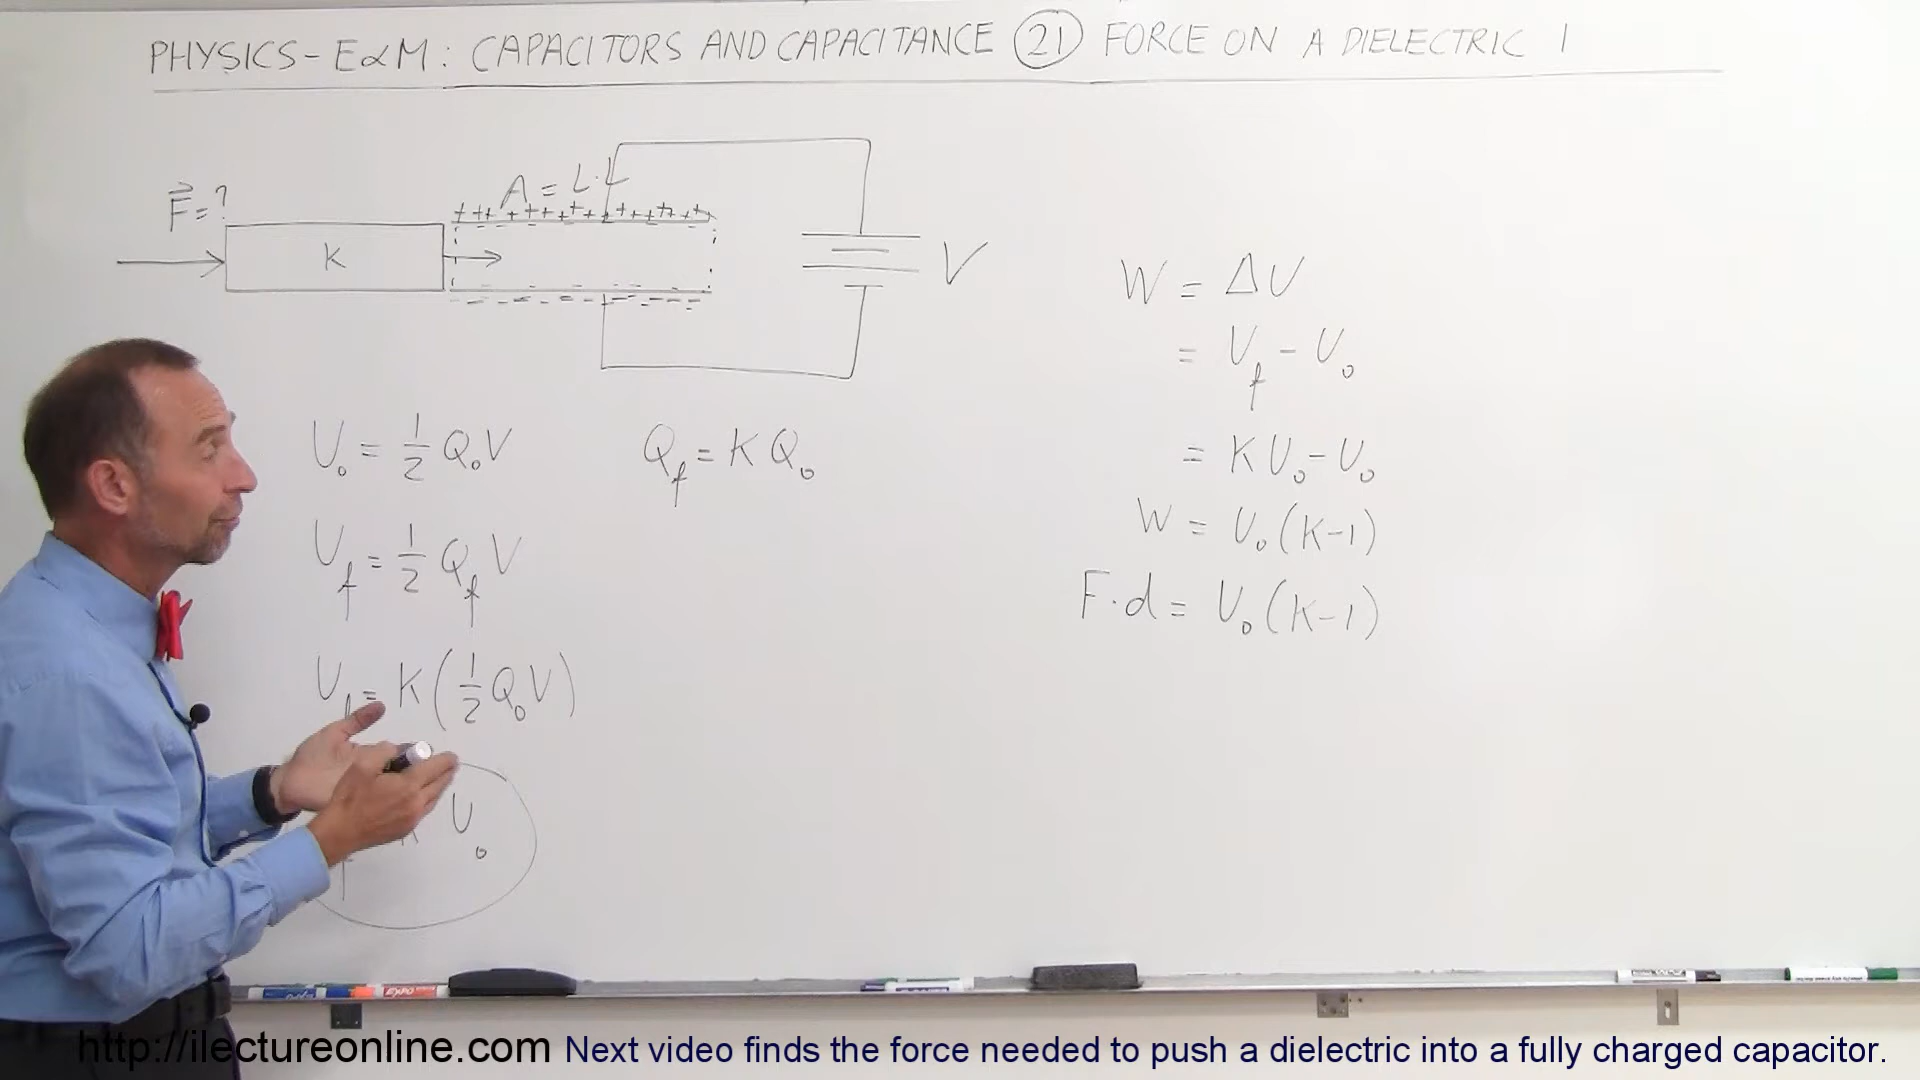 PHYSICS - E&M : CAPACITORS AND CAPACITANCE (21) FORCE ON A DIELECTRIC 1
A = L·L
F⃗ = ?
+ ++ + + + + + + + + + ++ + +
K
V
W = ΔU
= U_f - U_0
U_0 = 1/2 Q_0 V
Q_f = K Q_0
= K U_0 - U_0
W = U_0 (K-1)
U_f = 1/2 Q_f V
F·d = U_0 (K-1)
U_f = K (1/2 Q_0 V)
U_0
EXPO
http://ilectureonline.com Next video finds the force needed to push a dielectric into a fully charged capacitor.